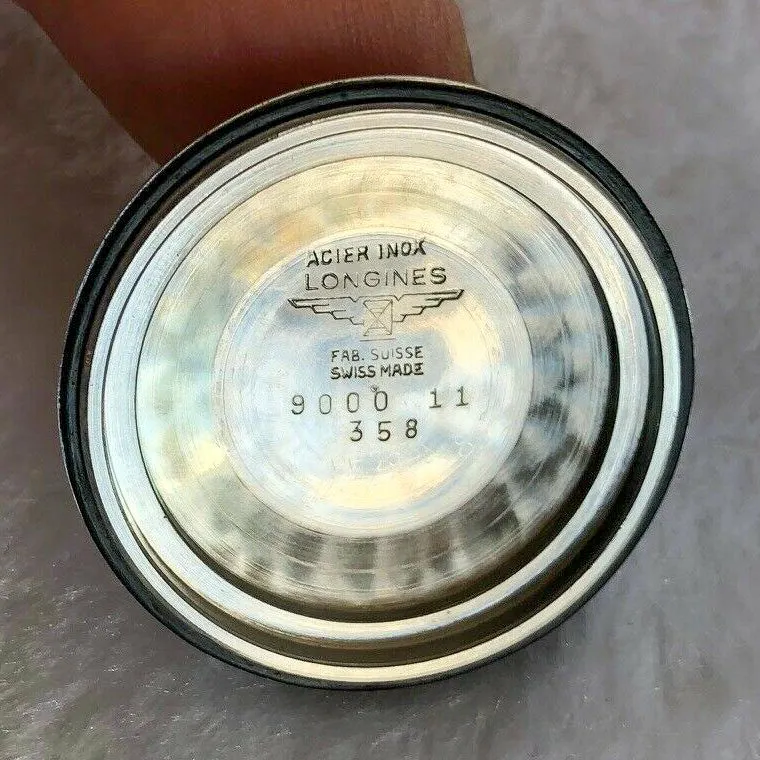 ACIER INOX
LONGINES
FAB. SUISSE
SWISS MADE
9000 11
358